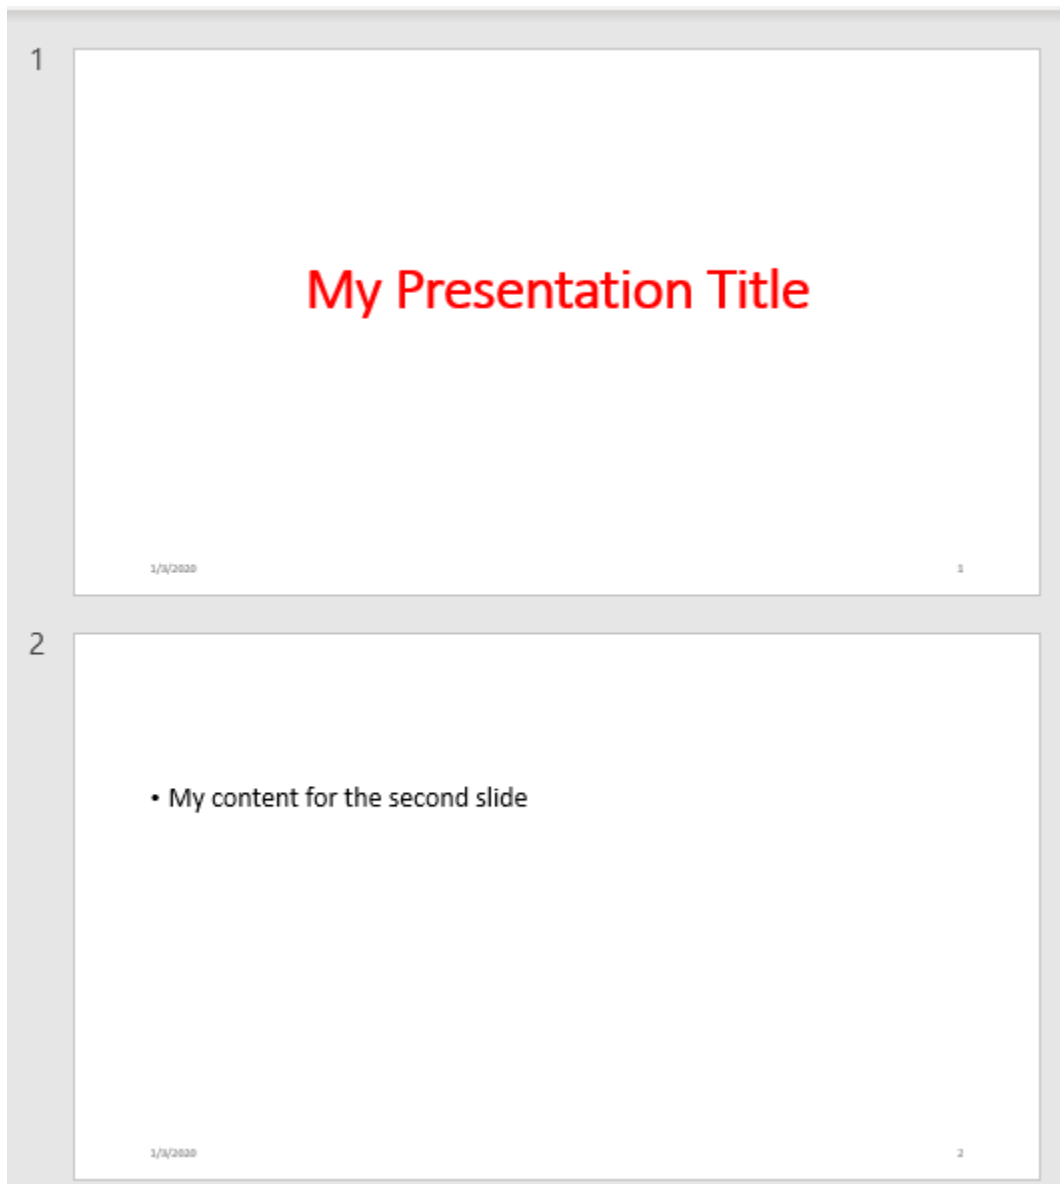 1
My Presentation Title
1/3/2020 1
2
• My content for the second slide
1/3/2020 2